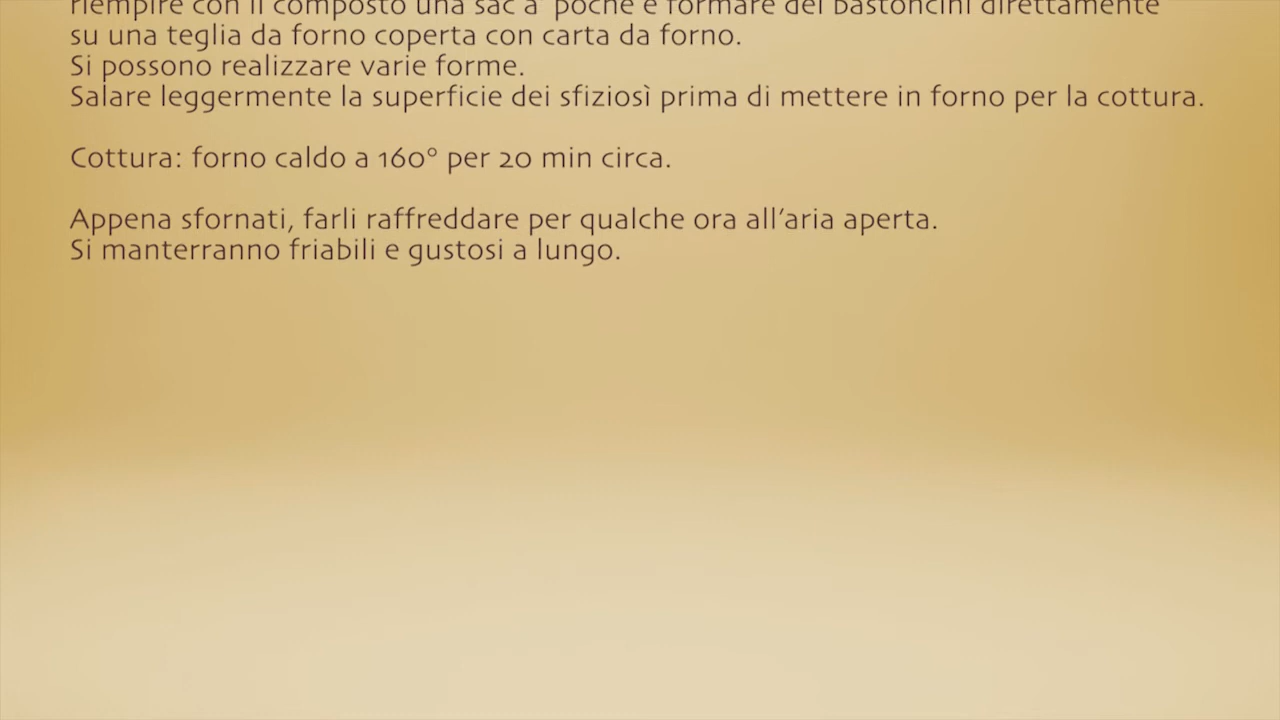 riempire con il composto una sac a' poche e formare dei bastoncini direttamente
su una teglia da forno coperta con carta da forno.
Si possono realizzare varie forme.
Salare leggermente la superficie dei sfiziosì prima di mettere in forno per la cottura.
Cottura: forno caldo a 160° per 20 min circa.
Appena sfornati, farli raffreddare per qualche ora all'aria aperta.
Si manterranno friabili e gustosi a lungo.